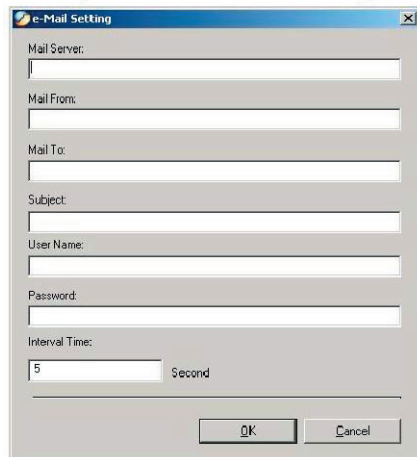 e-Mail Setting
Mail Server:
Mail From:
Mail To:
Subject:
User Name:
Password:
Interval Time:
5 Second
OK Cancel